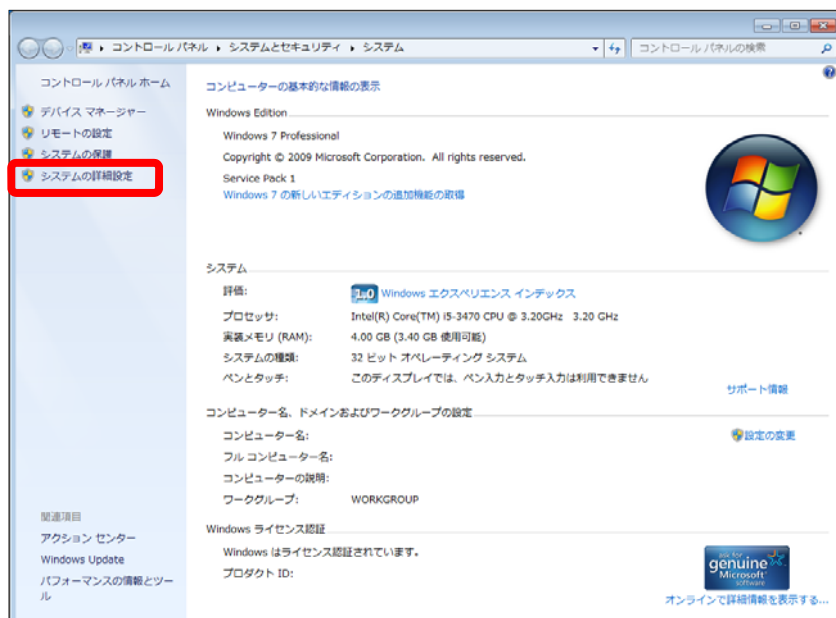 コントロール パネル ▸ システムとセキュリティ ▸ システム
コントロール パネルの検索
コントロール パネル ホーム
デバイス マネージャー
リモートの設定
システムの保護
システムの詳細設定
コンピューターの基本的な情報の表示
Windows Edition
Windows 7 Professional
Copyright © 2009 Microsoft Corporation. All rights reserved.
Service Pack 1
Windows 7 の新しいエディションの追加機能の取得
システム
評価: 1.0 Windows エクスペリエンス インデックス
プロセッサ: Intel(R) Core(TM) i5-3470 CPU @ 3.20GHz 3.20 GHz
実装メモリ (RAM): 4.00 GB (3.40 GB 使用可能)
システムの種類: 32 ビット オペレーティング システム
ペンとタッチ: このディスプレイでは、ペン入力とタッチ入力は利用できません
サポート情報
コンピューター名、ドメインおよびワークグループの設定
コンピューター名:
設定の変更
フル コンピューター名:
コンピューターの説明:
ワークグループ: WORKGROUP
Windows ライセンス認証
Windows はライセンス認証されています。
プロダクト ID:
ask for
genuine
Microsoft
software
オンラインで詳細情報を表示する...
関連項目
アクション センター
Windows Update
パフォーマンスの情報とツー
ル